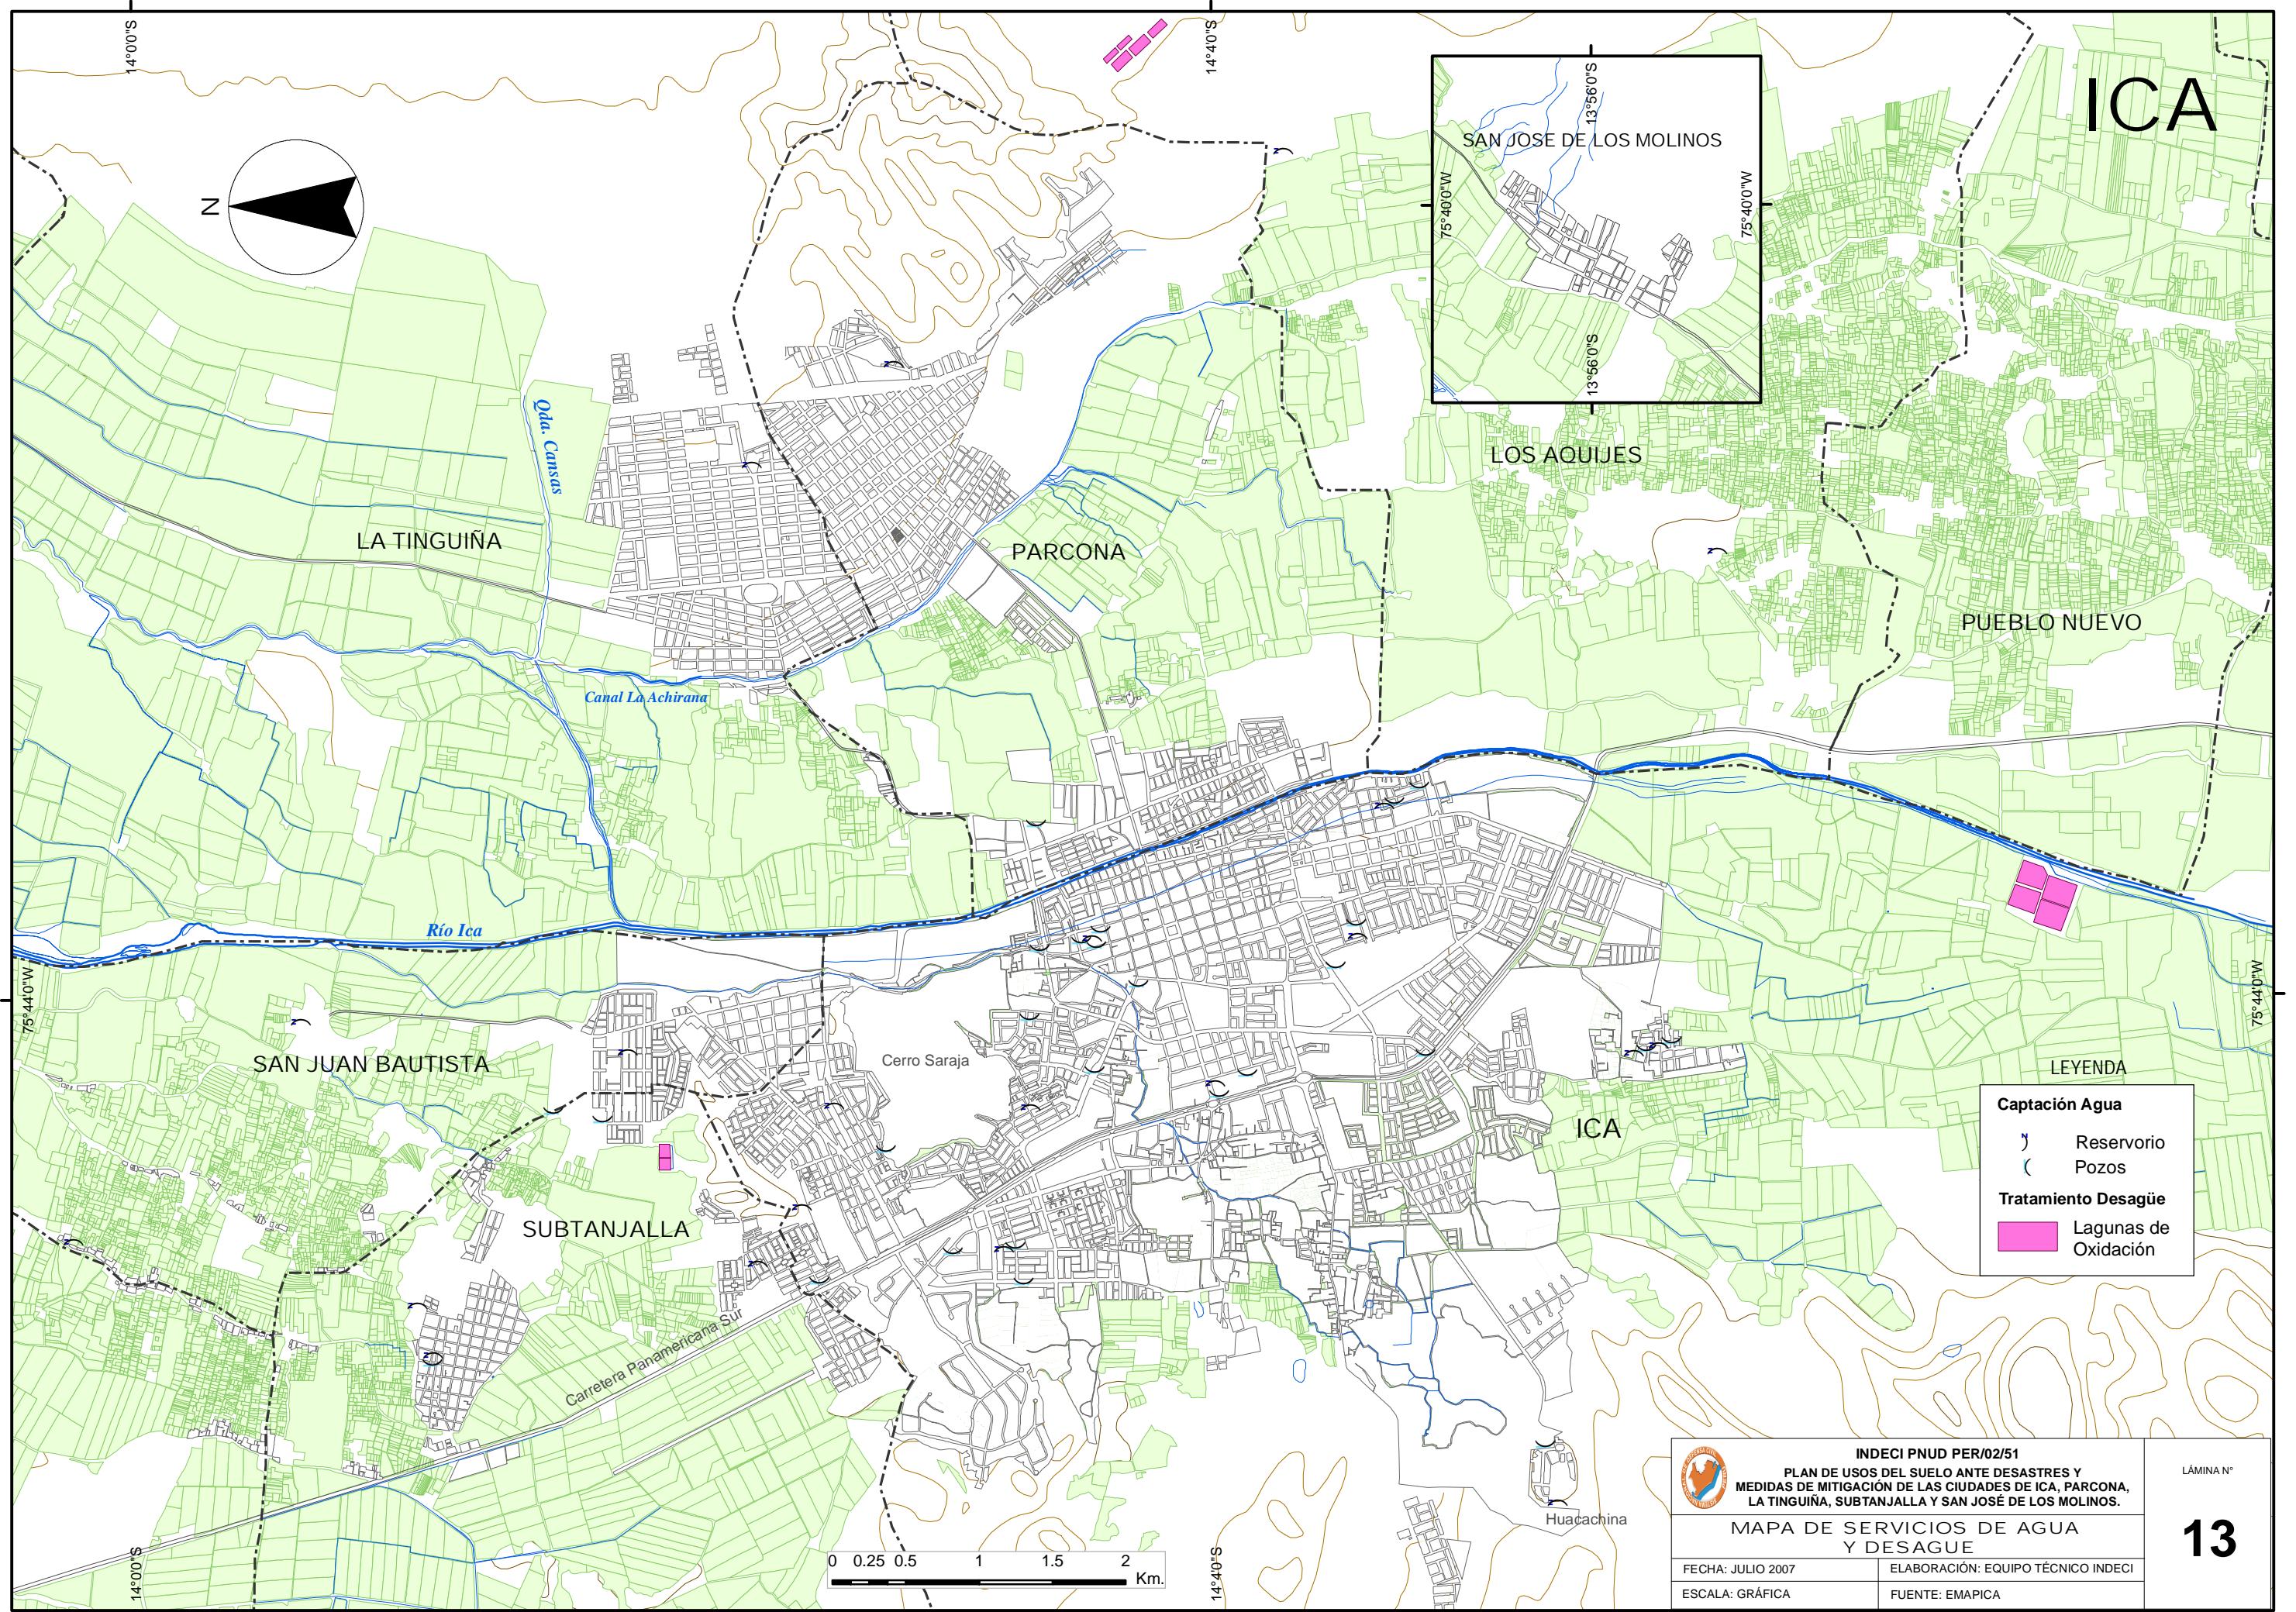 14°0'0"S
14°4'0"S
ICA
N
13°56'0"S
SAN JOSE DE LOS MOLINOS
75°40'0"W
75°40'0"W
13°56'0"S
Qda. Cansas
LA TINGUIÑA
PARCONA
LOS AQUIJES
PUEBLO NUEVO
Canal La Achirana
Río Ica
75°44'0"W
75°44'0"W
SAN JUAN BAUTISTA
Cerro Saraja
ICA
SUBTANJALLA
Carretera Panamericana Sur
Huacachina
LEYENDA
Captación Agua
Reservorio
Pozos
Tratamiento Desagüe
Lagunas de
Oxidación
14°0'0"S
14°4'0"S
0 0.25 0.5 1 1.5 2
Km.
INDECI PNUD PER/02/51
PLAN DE USOS DEL SUELO ANTE DESASTRES Y
MEDIDAS DE MITIGACIÓN DE LAS CIUDADES DE ICA, PARCONA,
LA TINGUIÑA, SUBTANJALLA Y SAN JOSÉ DE LOS MOLINOS.
MAPA DE SERVICIOS DE AGUA
Y DESAGUE
FECHA: JULIO 2007
ELABORACIÓN: EQUIPO TÉCNICO INDECI
ESCALA: GRÁFICA
FUENTE: EMAPICA
LÁMINA N°
13